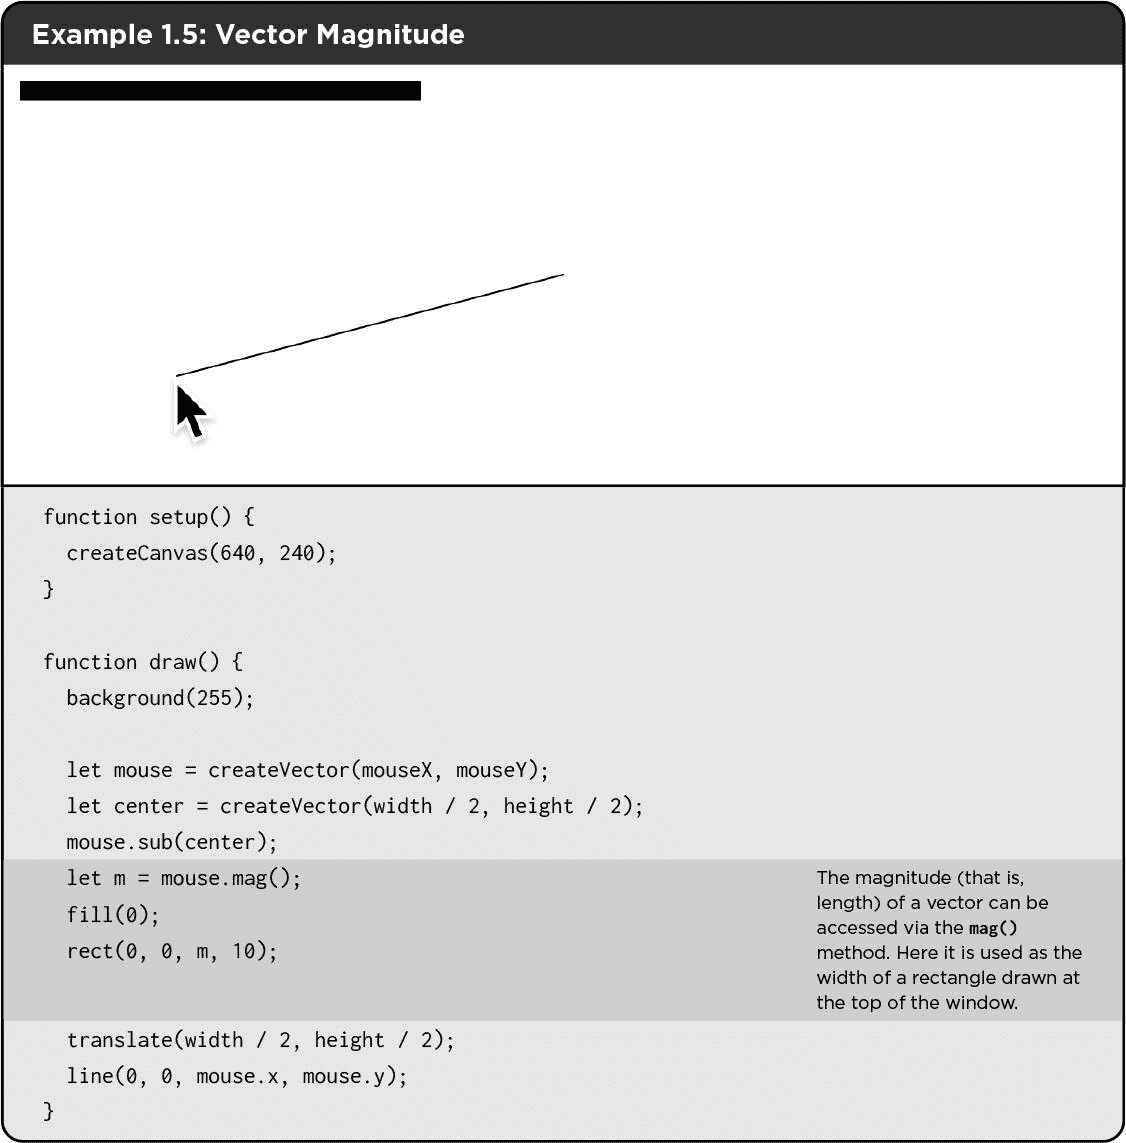 Example 1.5: Vector Magnitude
function setup() {
  createCanvas(640, 240);
}
function draw() {
  background(255);
  let mouse = createVector(mouseX, mouseY);
  let center = createVector(width / 2, height / 2);
  mouse.sub(center);
  let m = mouse.mag();
  fill(0);
  rect(0, 0, m, 10);
The magnitude (that is,
length) of a vector can be
accessed via the mag()
method. Here it is used as the
width of a rectangle drawn at
the top of the window.
  translate(width / 2, height / 2);
  line(0, 0, mouse.x, mouse.y);
}